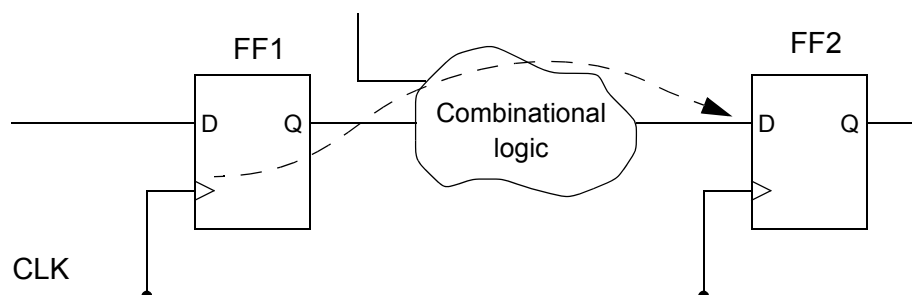 FF1
FF2
D
Q
Combinational
logic
D
Q
CLK